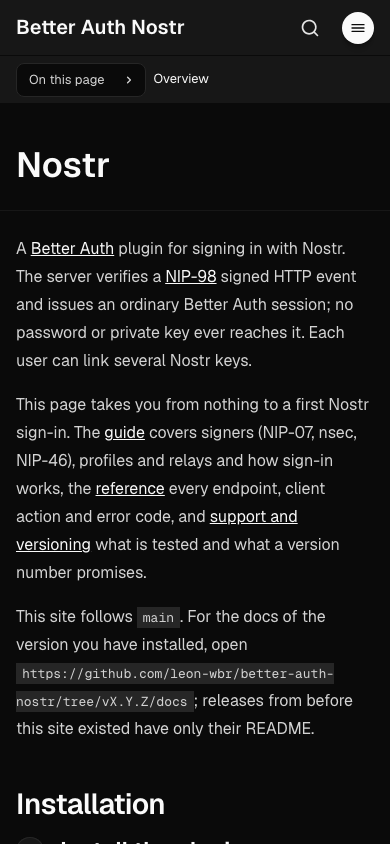 Better Auth Nostr
On this page
Overview
Nostr
A Better Auth plugin for signing in with Nostr.
The server verifies a NIP-98 signed HTTP event
and issues an ordinary Better Auth session; no
password or private key ever reaches it. Each
user can link several Nostr keys.
This page takes you from nothing to a first Nostr
sign-in. The guide covers signers (NIP-07, nsec,
NIP-46), profiles and relays and how sign-in
works, the reference every endpoint, client
action and error code, and support and
versioning what is tested and what a version
number promises.
This site follows main. For the docs of the
version you have installed, open
https://github.com/leon-wbr/better-auth-
nostr/tree/vX.Y.Z/docs; releases from before
this site existed have only their README.
Installation